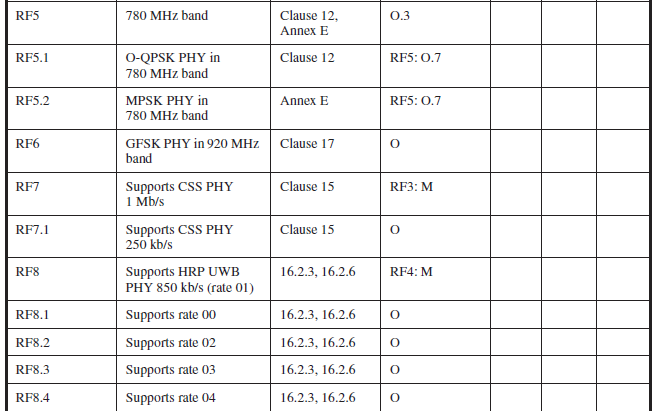 RF5 780 MHz band Clause 12, O.3
Annex E
RF5.1 O-QPSK PHY in Clause 12 RF5: O.7
780 MHz band
RF5.2 MPSK PHY in Annex E RF5: O.7
780 MHz band
RF6 GFSK PHY in 920 MHz Clause 17 O
band
RF7 Supports CSS PHY Clause 15 RF3: M
1 Mb/s
RF7.1 Supports CSS PHY Clause 15 O
250 kb/s
RF8 Supports HRP UWB 16.2.3, 16.2.6 RF4: M
PHY 850 kb/s (rate 01)
RF8.1 Supports rate 00 16.2.3, 16.2.6 O
RF8.2 Supports rate 02 16.2.3, 16.2.6 O
RF8.3 Supports rate 03 16.2.3, 16.2.6 O
RF8.4 Supports rate 04 16.2.3, 16.2.6 O